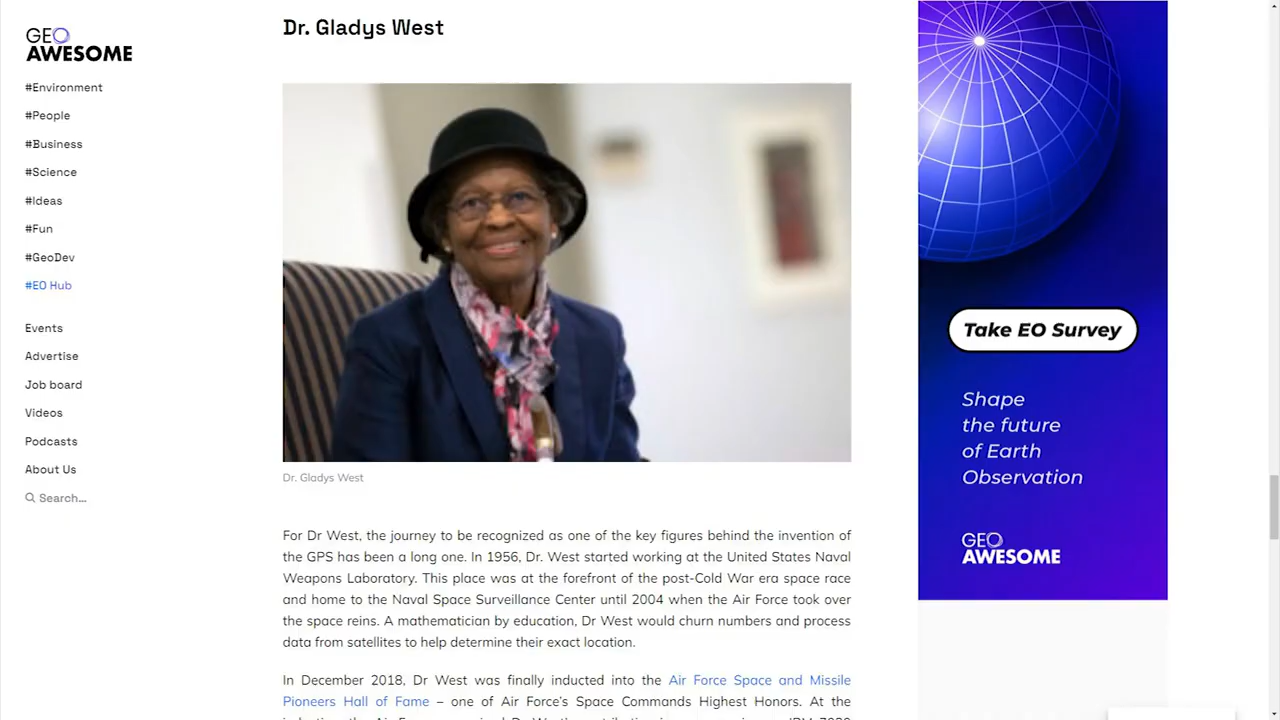 GEO
AWESOME
#Environment
#People
#Business
#Science
#Ideas
#Fun
#GeoDev
#EO Hub
Events
Advertise
Job board
Videos
Podcasts
About Us
Search...
Dr. Gladys West
Dr. Gladys West
For Dr West, the journey to be recognized as one of the key figures behind the invention of
the GPS has been a long one. In 1956, Dr. West started working at the United States Naval
Weapons Laboratory. This place was at the forefront of the post-Cold War era space race
and home to the Naval Space Surveillance Center until 2004 when the Air Force took over
the space reins. A mathematician by education, Dr West would churn numbers and process
data from satellites to help determine their exact location.
In December 2018, Dr West was finally inducted into the Air Force Space and Missile
Pioneers Hall of Fame – one of Air Force's Space Commands Highest Honors. At the
Take EO Survey
Shape
the future
of Earth
Observation
GEO
AWESOME